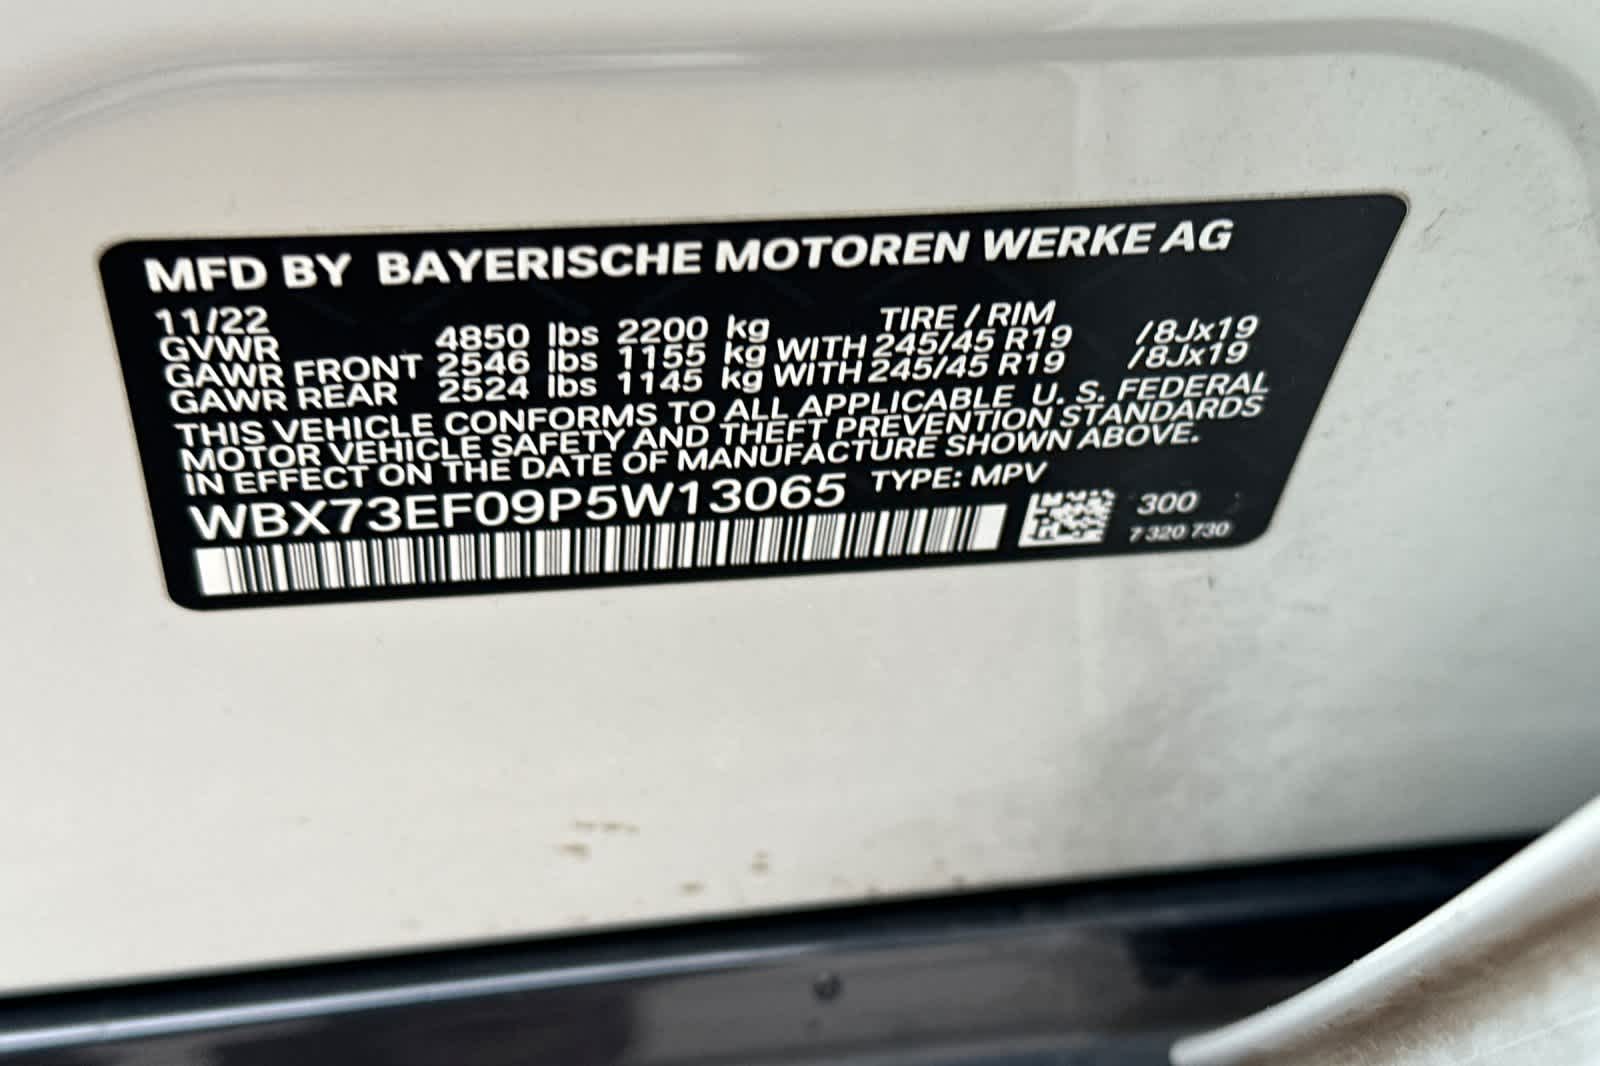 MFD BY BAYERISCHE MOTOREN WERKE AG
11/22 TIRE / RIM
GVWR 4850 lbs 2200 kg
GAWR FRONT 2546 lbs 1155 kg WITH 245/45 R19 /8Jx19
GAWR REAR 2524 lbs 1145 kg WITH 245/45 R19 /8Jx19
THIS VEHICLE CONFORMS TO ALL APPLICABLE U. S. FEDERAL
MOTOR VEHICLE SAFETY AND THEFT PREVENTION STANDARDS
IN EFFECT ON THE DATE OF MANUFACTURE SHOWN ABOVE.
WBX73EF09P5W13065 TYPE: MPV
300
7 320 730